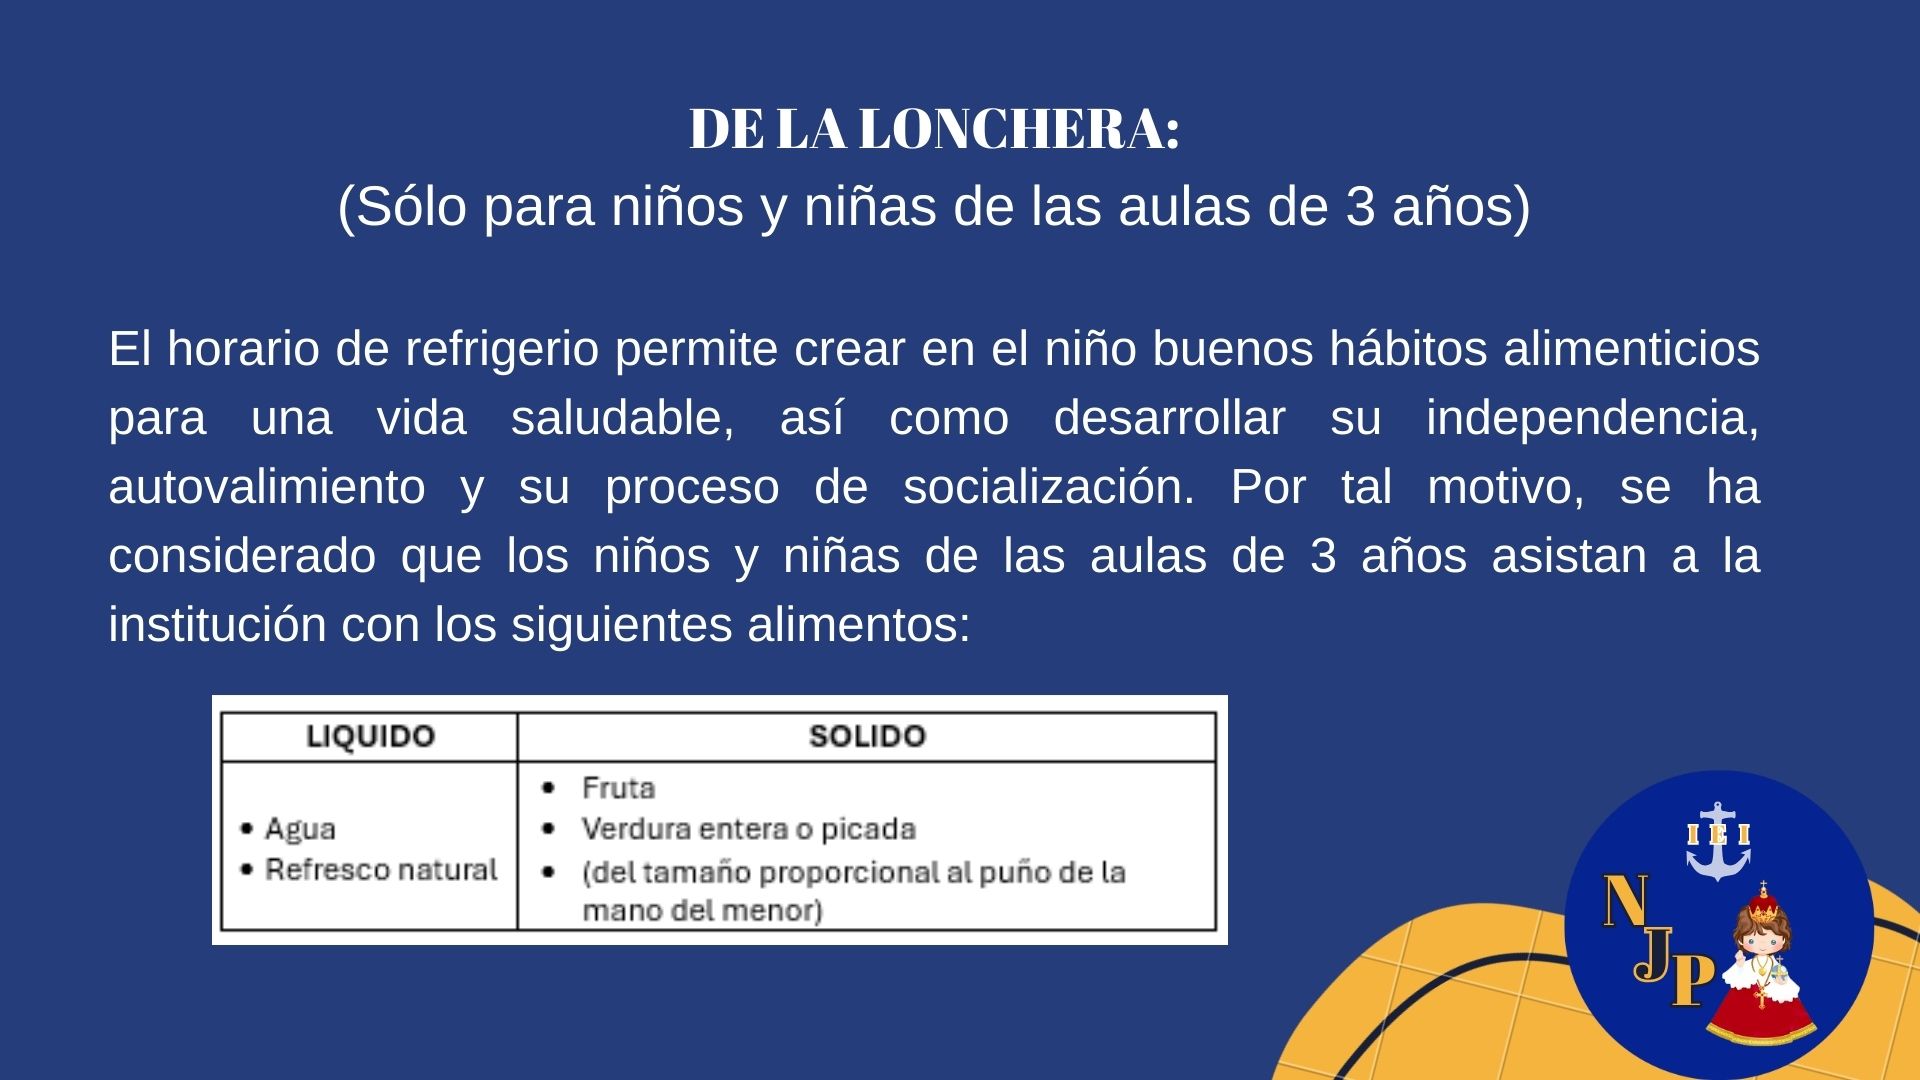 DE LA LONCHERA:
(Sólo para niños y niñas de las aulas de 3 años)
El horario de refrigerio permite crear en el niño buenos hábitos alimenticios
para una vida saludable, así como desarrollar su independencia,
autovalimiento y su proceso de socialización. Por tal motivo, se ha
considerado que los niños y niñas de las aulas de 3 años asistan a la
institución con los siguientes alimentos:
LIQUIDO
• Agua
• Refresco natural
SOLIDO
• Fruta
• Verdura entera o picada
• (del tamaño proporcional al puño de la
mano del menor)
I E I
N
J
P